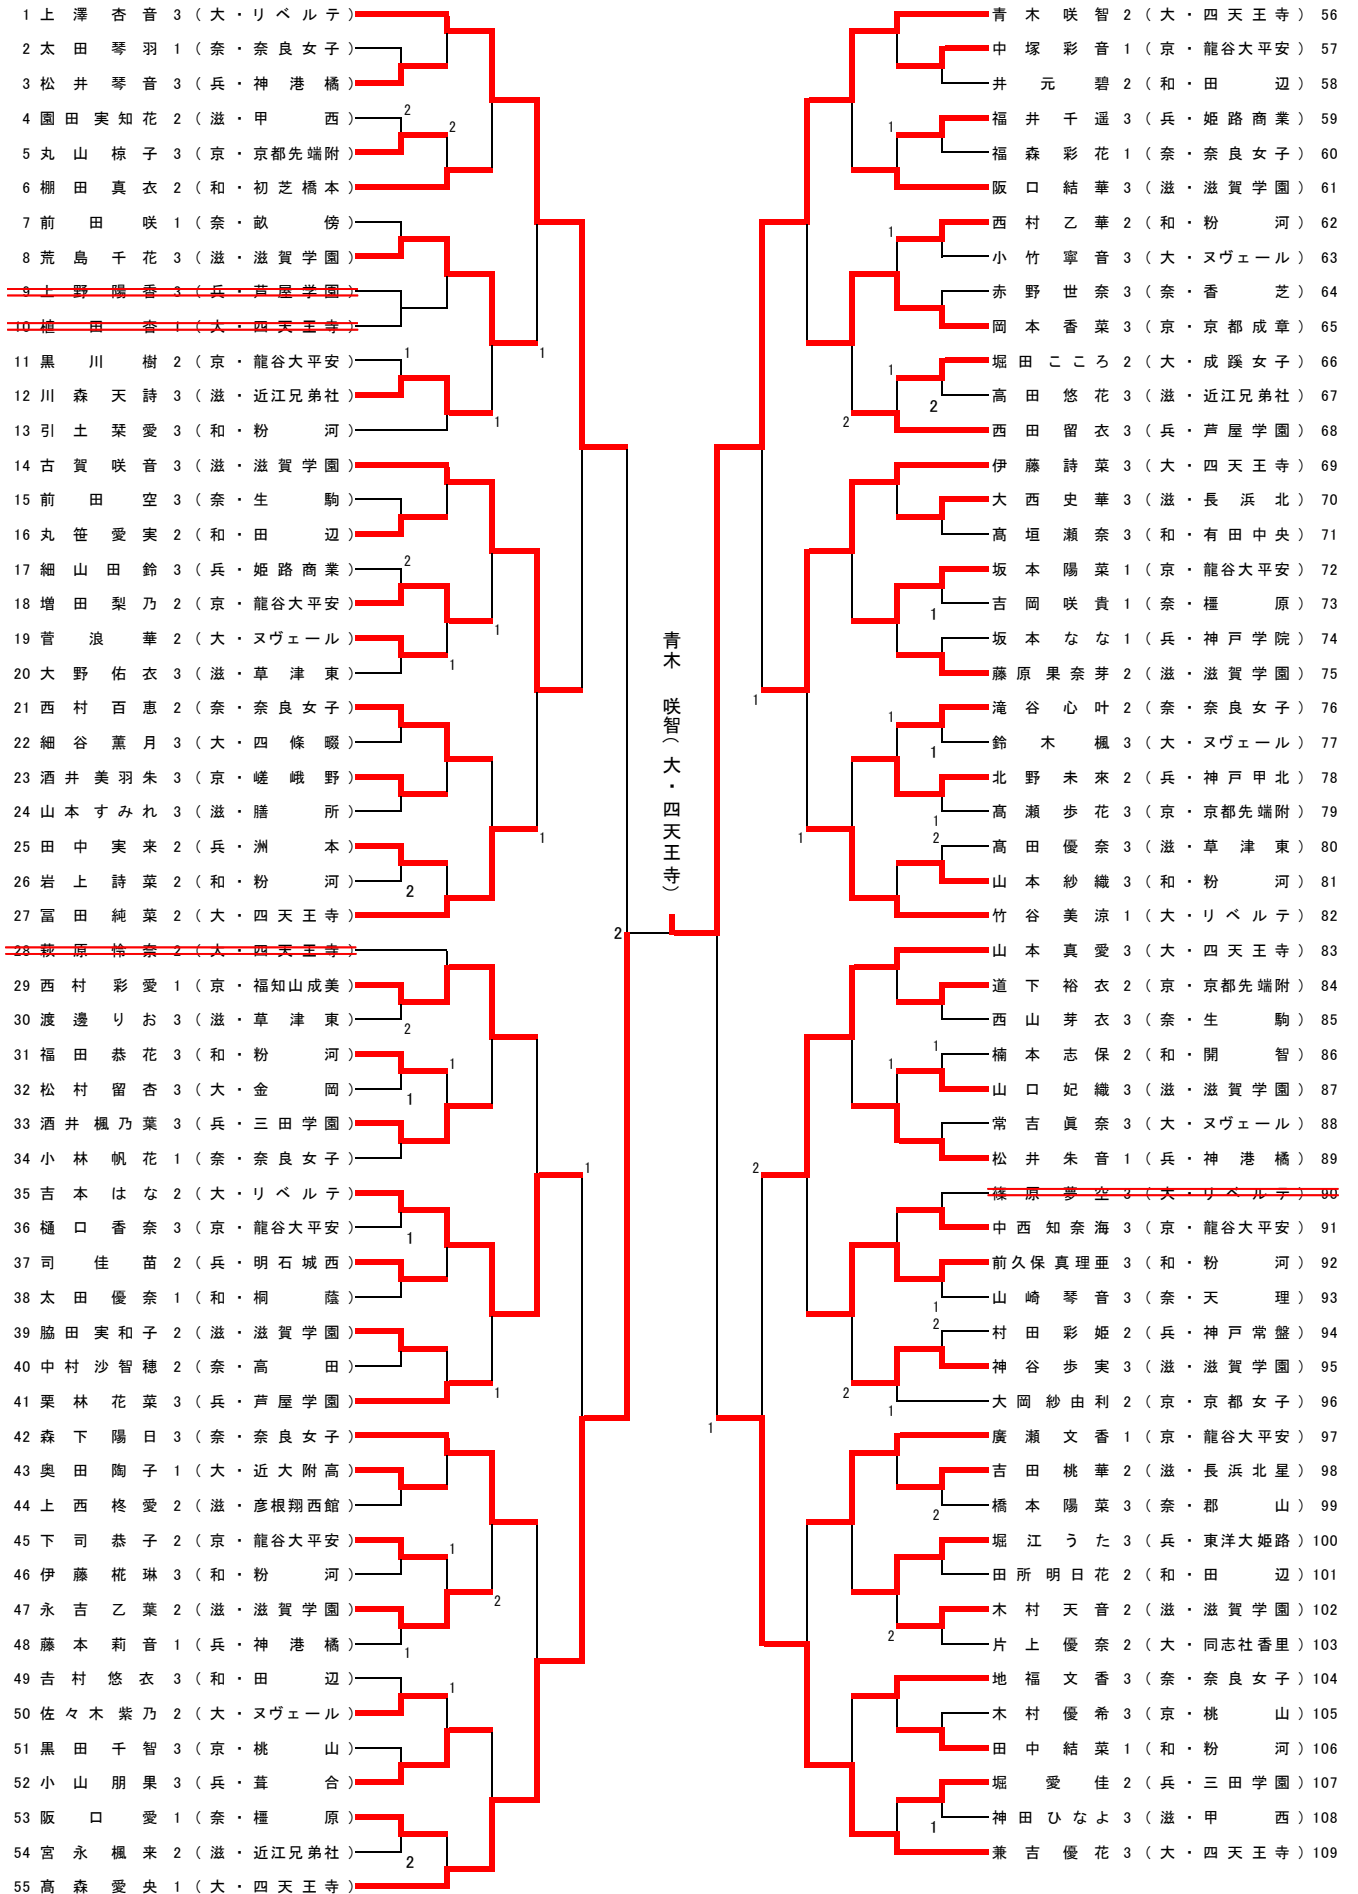 1 上澤杏音 3 (大・リベルテ)
2 太田琴羽 1 (奈・奈良女子)
3 松井琴音 3 (兵・神港橘)
4 園田実知花 2 (滋・甲西)
5 丸山椋子 3 (京・京都先端附)
6 棚田真衣 2 (和・初芝橋本)
7 前田咲 1 (奈・畝傍)
8 荒島千花 3 (滋・滋賀学園)
9 上野陽香 3 (兵・芦屋学園)
10 植田杏 1 (大・四天王寺)
11 黒川樹 2 (京・龍谷大平安)
12 川森天詩 3 (滋・近江兄弟社)
13 引土栞愛 3 (和・粉河)
14 古賀咲音 3 (滋・滋賀学園)
15 前田空 3 (奈・生駒)
16 丸笹愛実 2 (和・田辺)
17 細山田鈴 3 (兵・姫路商業)
18 増田梨乃 2 (京・龍谷大平安)
19 菅浪華 2 (大・ヌヴェール)
20 大野佑衣 3 (滋・草津東)
21 西村百恵 2 (奈・奈良女子)
22 細谷薫月 3 (大・四條畷)
23 酒井美羽朱 3 (京・嵯峨野)
24 山本すみれ 3 (滋・膳所)
25 田中実来 2 (兵・洲本)
26 岩上詩菜 2 (和・粉河)
27 冨田純菜 2 (大・四天王寺)
28 萩原怜奈 2 (大・四天王寺)
29 西村彩愛 1 (京・福知山成美)
30 渡邊りお 3 (滋・草津東)
31 福田恭花 3 (和・粉河)
32 松村留杏 3 (大・金岡)
33 酒井楓乃葉 3 (兵・三田学園)
34 小林帆花 1 (奈・奈良女子)
35 吉本はな 2 (大・リベルテ)
36 樋口香奈 3 (京・龍谷大平安)
37 司佳苗 2 (兵・明石城西)
38 太田優奈 1 (和・桐蔭)
39 脇田実和子 2 (滋・滋賀学園)
40 中村沙智穂 2 (奈・高田)
41 栗林花菜 3 (兵・芦屋学園)
42 森下陽日 3 (奈・奈良女子)
43 奥田陶子 1 (大・近大附高)
44 上西柊愛 2 (滋・彦根翔西館)
45 下司恭子 2 (京・龍谷大平安)
46 伊藤椛琳 3 (和・粉河)
47 永吉乙葉 2 (滋・滋賀学園)
48 藤本莉音 1 (兵・神港橘)
49 𠮷村悠衣 3 (和・田辺)
50 佐々木紫乃 2 (大・ヌヴェール)
51 黒田千智 3 (京・桃山)
52 小山朋果 3 (兵・葺合)
53 阪口愛 1 (奈・橿原)
54 宮永楓来 2 (滋・近江兄弟社)
55 髙森愛央 1 (大・四天王寺)
2
2
1
1
1
2
1
1
1
2
2
1
1
1
1
1
1
2
1
2
1
2
2
青木 咲智(大・四天王寺)
1
1
1
2
2
1
1
1
1
1
2
1
1
1
2
1
2
2
1
1
2
2
1
青木咲智 2 (大・四天王寺) 56
中塚彩音 1 (京・龍谷大平安) 57
井元碧 2 (和・田辺) 58
福井千遥 3 (兵・姫路商業) 59
福森彩花 1 (奈・奈良女子) 60
阪口結華 3 (滋・滋賀学園) 61
西村乙華 2 (和・粉河) 62
小竹寧音 3 (大・ヌヴェール) 63
赤野世奈 3 (奈・香芝) 64
岡本香菜 3 (京・京都成章) 65
堀田こころ 2 (大・成蹊女子) 66
高田悠花 3 (滋・近江兄弟社) 67
西田留衣 3 (兵・芦屋学園) 68
伊藤詩菜 3 (大・四天王寺) 69
大西史華 3 (滋・長浜北) 70
髙垣瀬奈 3 (和・有田中央) 71
坂本陽菜 1 (京・龍谷大平安) 72
吉岡咲貴 1 (奈・橿原) 73
坂本なな 1 (兵・神戸学院) 74
藤原果奈芽 2 (滋・滋賀学園) 75
滝谷心叶 2 (奈・奈良女子) 76
鈴木楓 3 (大・ヌヴェール) 77
北野未來 2 (兵・神戸甲北) 78
髙瀬歩花 3 (京・京都先端附) 79
髙田優奈 3 (滋・草津東) 80
山本紗織 3 (和・粉河) 81
竹谷美涼 1 (大・リベルテ) 82
山本真愛 3 (大・四天王寺) 83
道下裕衣 2 (京・京都先端附) 84
西山芽衣 3 (奈・生駒) 85
楠本志保 2 (和・開智) 86
山口妃織 3 (滋・滋賀学園) 87
常吉眞奈 3 (大・ヌヴェール) 88
松井朱音 1 (兵・神港橘) 89
篠原夢空 3 (大・リベルテ) 90
中西知奈海 3 (京・龍谷大平安) 91
前久保真理亜 3 (和・粉河) 92
山崎琴音 3 (奈・天理) 93
村田彩姫 2 (兵・神戸常盤) 94
神谷歩実 3 (滋・滋賀学園) 95
大岡紗由利 2 (京・京都女子) 96
廣瀬文香 1 (京・龍谷大平安) 97
吉田桃華 2 (滋・長浜北星) 98
橋本陽菜 3 (奈・郡山) 99
堀江うた 3 (兵・東洋大姫路) 100
田所明日花 2 (和・田辺) 101
木村天音 2 (滋・滋賀学園) 102
片上優奈 2 (大・同志社香里) 103
地福文香 3 (奈・奈良女子) 104
木村優希 3 (京・桃山) 105
田中結菜 1 (和・粉河) 106
堀愛佳 2 (兵・三田学園) 107
神田ひなよ 3 (滋・甲西) 108
兼吉優花 3 (大・四天王寺) 109